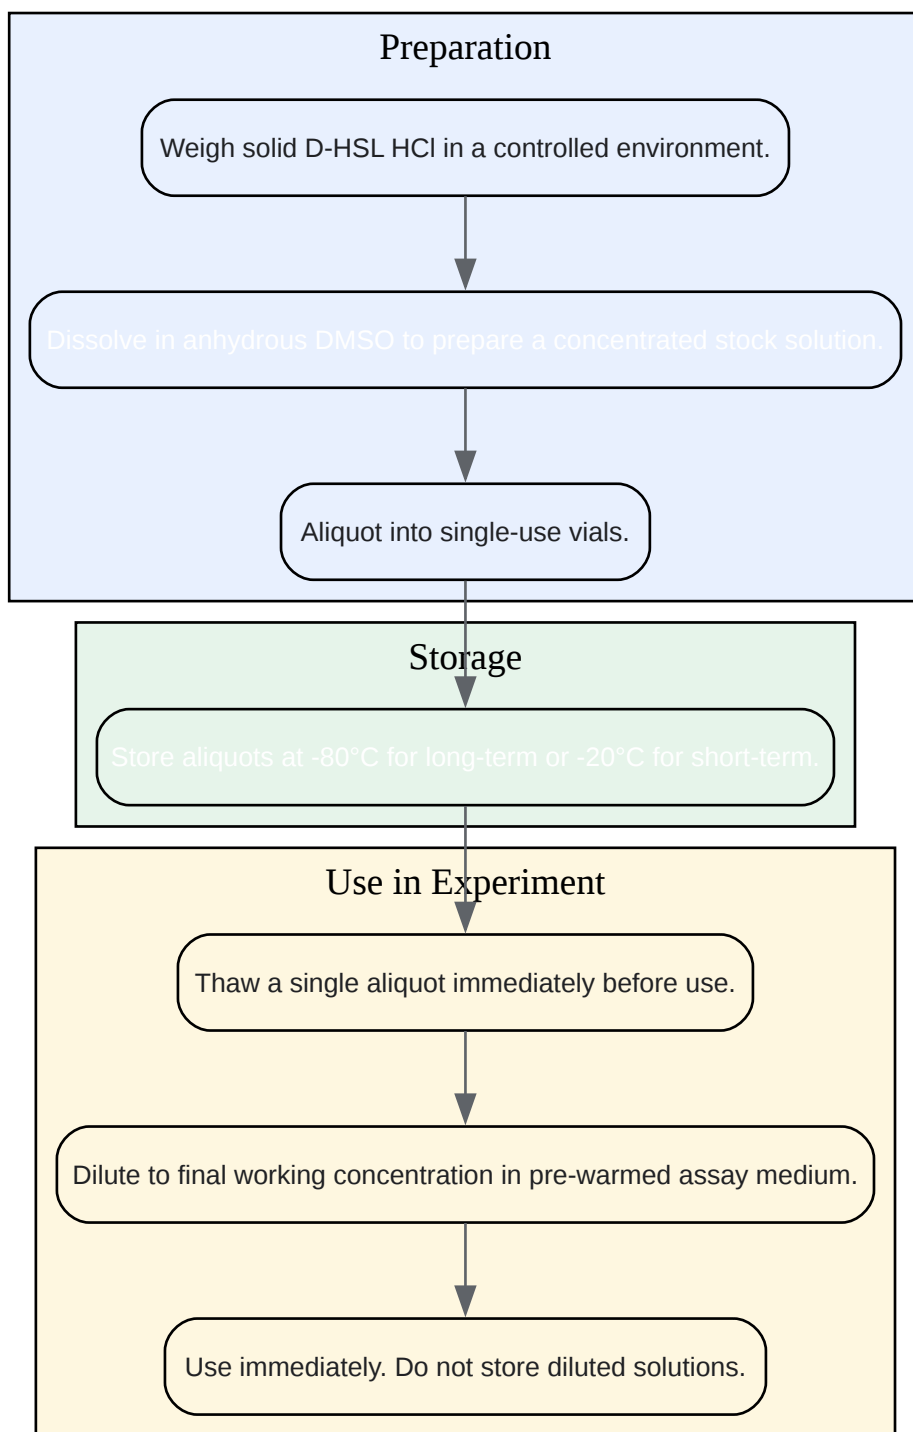 Preparation
Weigh solid D-HSL HCl in a controlled environment.
Dissolve in anhydrous DMSO to prepare a concentrated stock solution.
Aliquot into single-use vials.
Storage
Store aliquots at -80°C for long-term or -20°C for short-term.
Use in Experiment
Thaw a single aliquot immediately before use.
Dilute to final working concentration in pre-warmed assay medium.
Use immediately. Do not store diluted solutions.